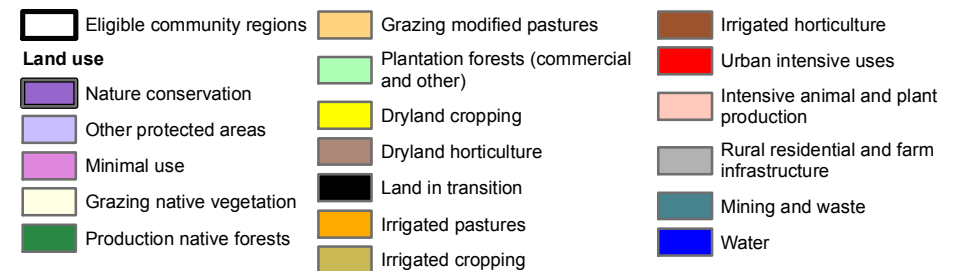 Eligible community regions
Land use
Nature conservation
Other protected areas
Minimal use
Grazing native vegetation
Production native forests
Grazing modified pastures
Plantation forests (commercial
and other)
Dryland cropping
Dryland horticulture
Land in transition
Irrigated pastures
Irrigated cropping
Irrigated horticulture
Urban intensive uses
Intensive animal and plant
production
Rural residential and farm
infrastructure
Mining and waste
Water